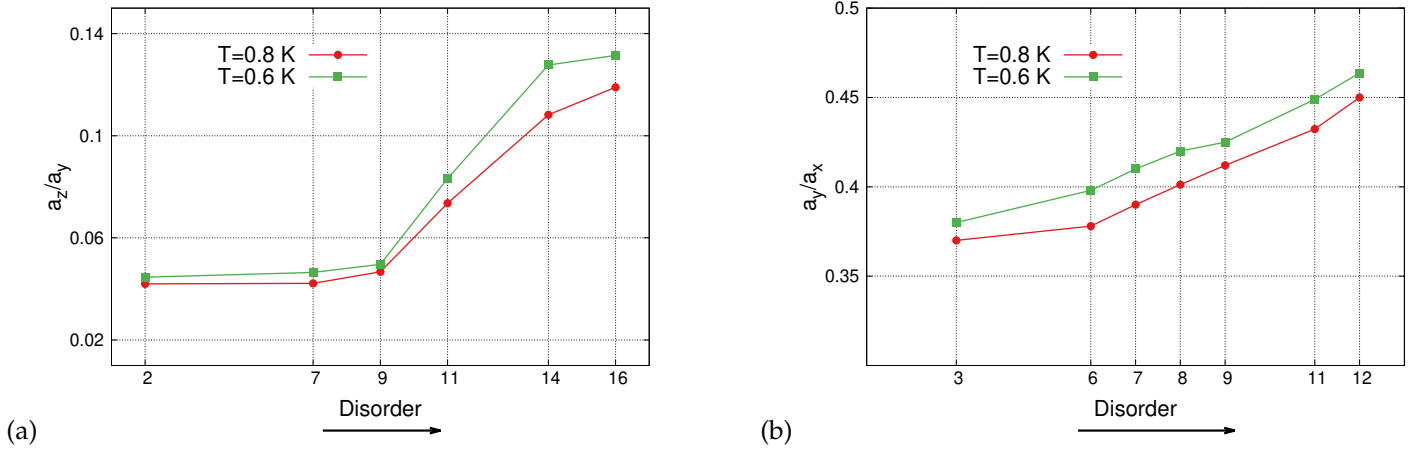 0.14
0.1
0.06
0.02
a_z/a_y
T=0.8 K
T=0.6 K
2 7 9 11 14 16
Disorder
(a)
0.5
0.45
0.4
0.35
a_y/a_x
T=0.8 K
T=0.6 K
3 6 7 8 9 11 12
Disorder
(b)